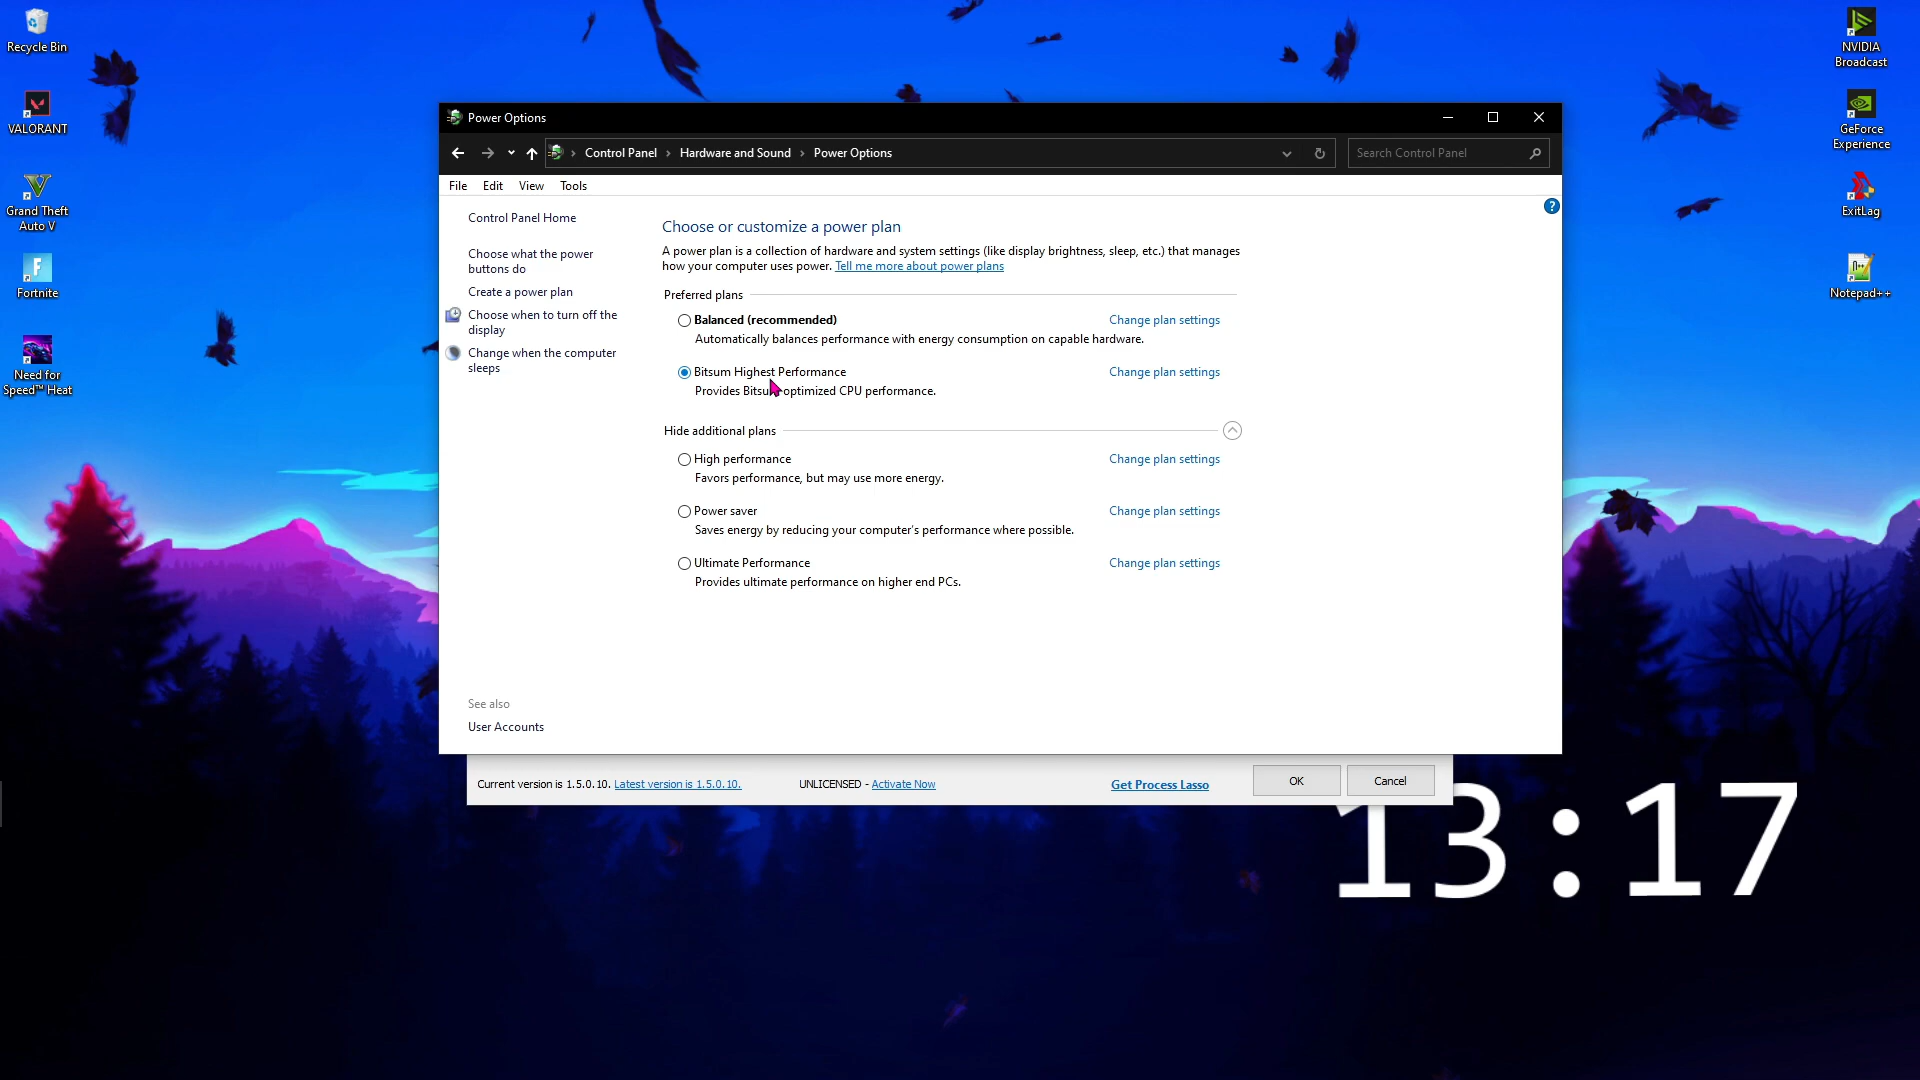 Recycle Bin
VALORANT
Grand Theft
Auto V
Fortnite
Need for
Speed™ Heat
NVIDIA
Broadcast
GeForce
Experience
ExitLag
Notepad++
Power Options
Control Panel › Hardware and Sound › Power Options
Search Control Panel
File Edit View Tools
Control Panel Home
Choose what the power
buttons do
Create a power plan
Choose when to turn off the
display
Change when the computer
sleeps
See also
User Accounts
Choose or customize a power plan
A power plan is a collection of hardware and system settings (like display brightness, sleep, etc.) that manages
how your computer uses power. Tell me more about power plans
Preferred plans
Balanced (recommended) Change plan settings
Automatically balances performance with energy consumption on capable hardware.
Bitsum Highest Performance Change plan settings
Provides Bitsum optimized CPU performance.
Hide additional plans
High performance Change plan settings
Favors performance, but may use more energy.
Power saver Change plan settings
Saves energy by reducing your computer's performance where possible.
Ultimate Performance Change plan settings
Provides ultimate performance on higher end PCs.
Current version is 1.5.0.10. Latest version is 1.5.0.10. UNLICENSED - Activate Now Get Process Lasso OK Cancel
13:17